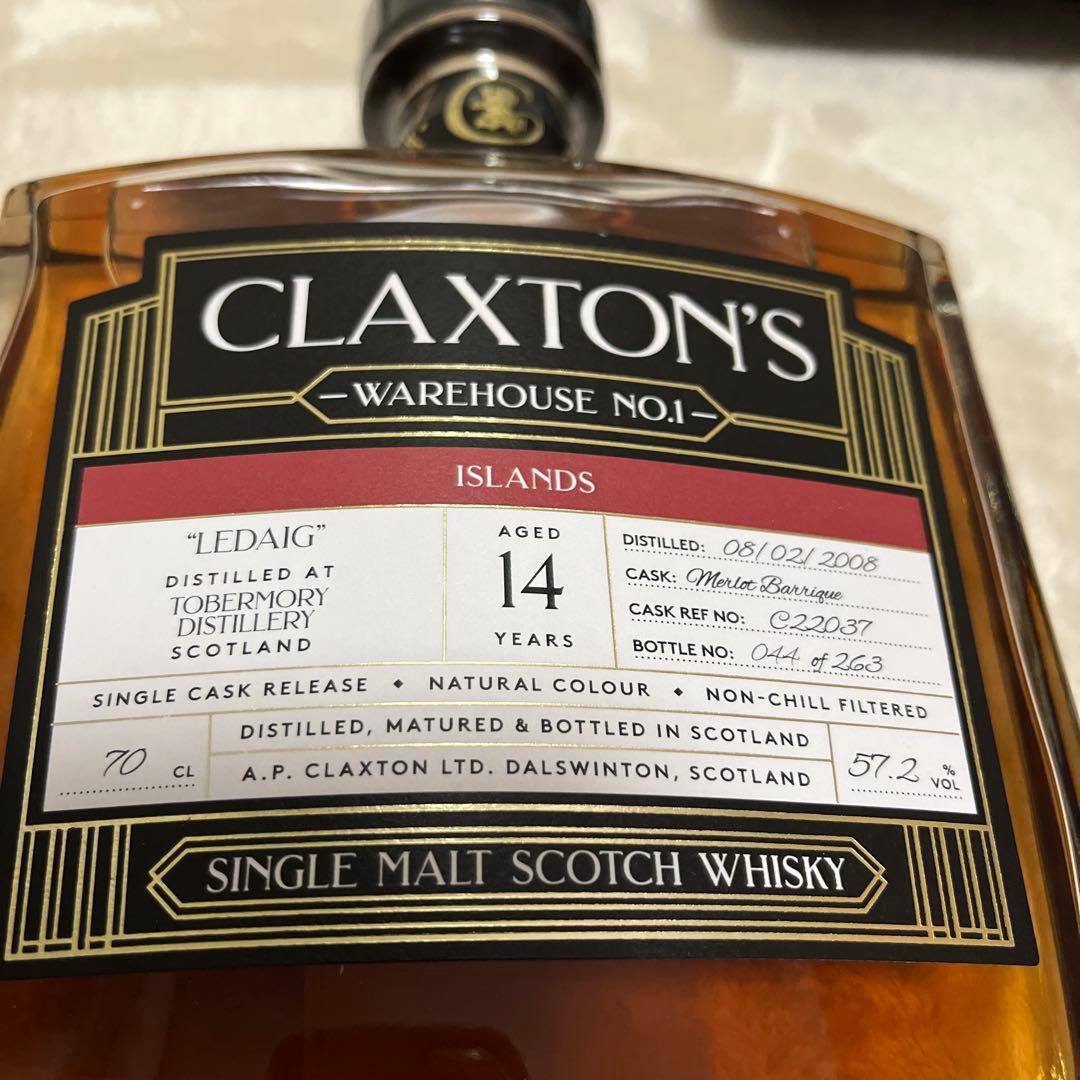 CLAXTON'S
–WAREHOUSE NO.1–
ISLANDS
"LEDAIG"
DISTILLED AT
TOBERMORY
DISTILLERY
SCOTLAND
AGED
14
YEARS
DISTILLED: 08/02/2008
CASK: Merlot Barrique
CASK REF NO: C22037
BOTTLE NO: 044 of 263
SINGLE CASK RELEASE ◆ NATURAL COLOUR ◆ NON-CHILL FILTERED
70 CL
DISTILLED, MATURED & BOTTLED IN SCOTLAND
A.P. CLAXTON LTD. DALSWINTON, SCOTLAND
57.2 % VOL
SINGLE MALT SCOTCH WHISKY